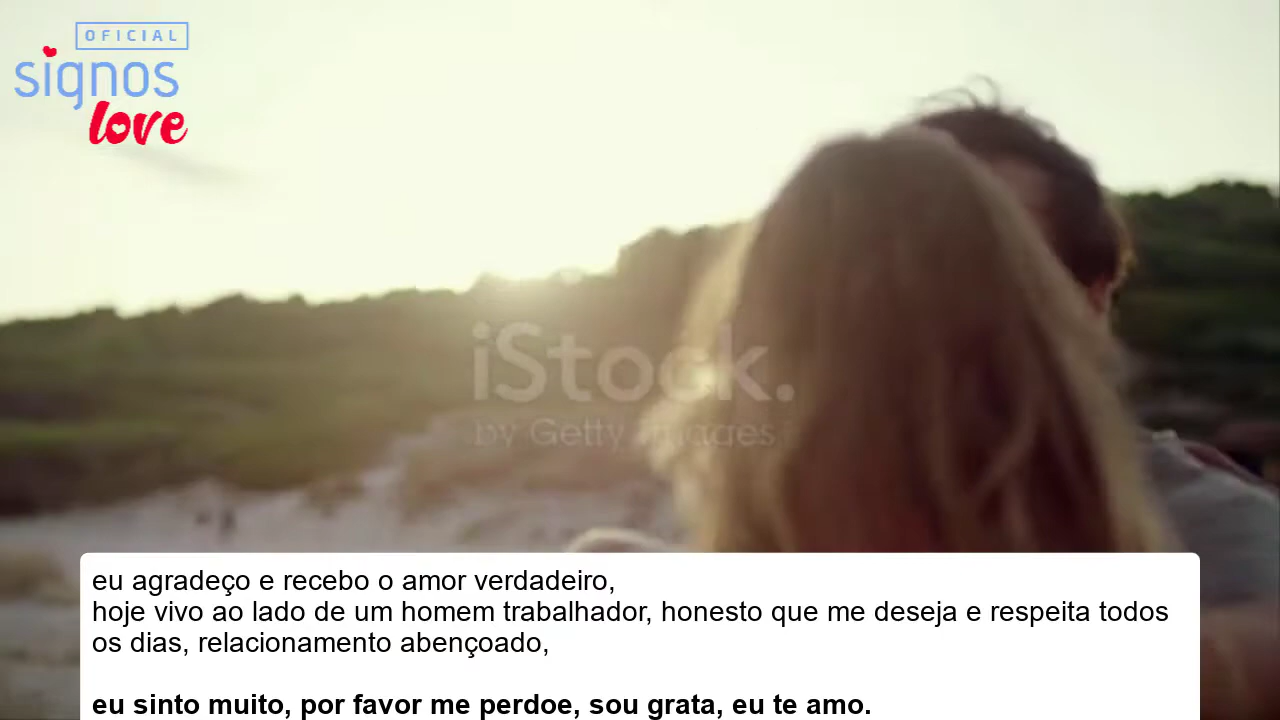 OFICIAL
signos
love
iStock.
by Getty Images
eu agradeço e recebo o amor verdadeiro,
hoje vivo ao lado de um homem trabalhador, honesto que me deseja e respeita todos
os dias, relacionamento abençoado,
eu sinto muito, por favor me perdoe, sou grata, eu te amo.